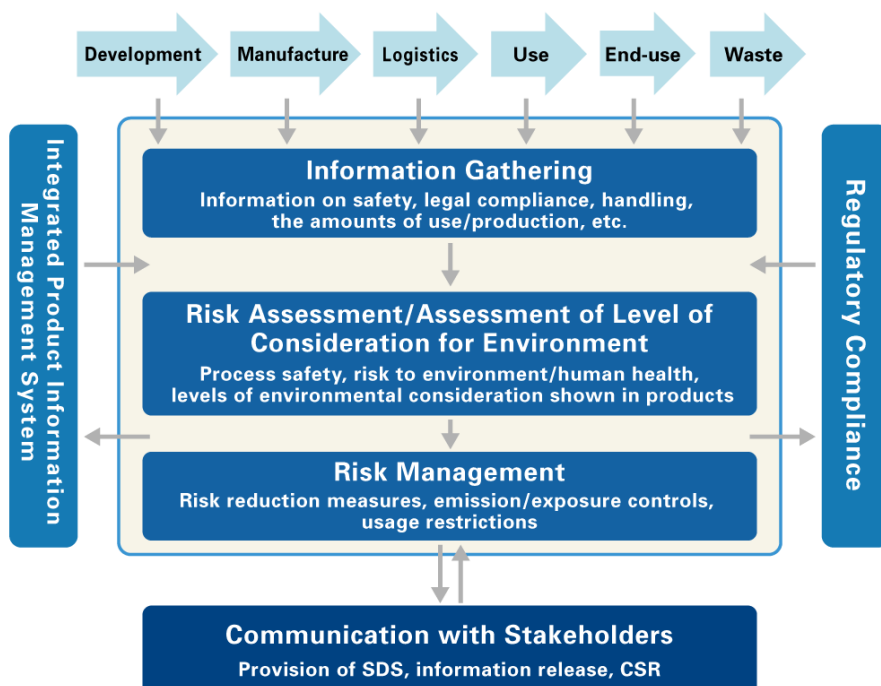 Development
Manufacture
Logistics
Use
End-use
Waste
Integrated Product Information
Management System
Information Gathering
Information on safety, legal compliance, handling,
the amounts of use/production, etc.
Risk Assessment/Assessment of Level of
Consideration for Environment
Process safety, risk to environment/human health,
levels of environmental consideration shown in products
Risk Management
Risk reduction measures, emission/exposure controls,
usage restrictions
Regulatory Compliance
Communication with Stakeholders
Provision of SDS, information release, CSR